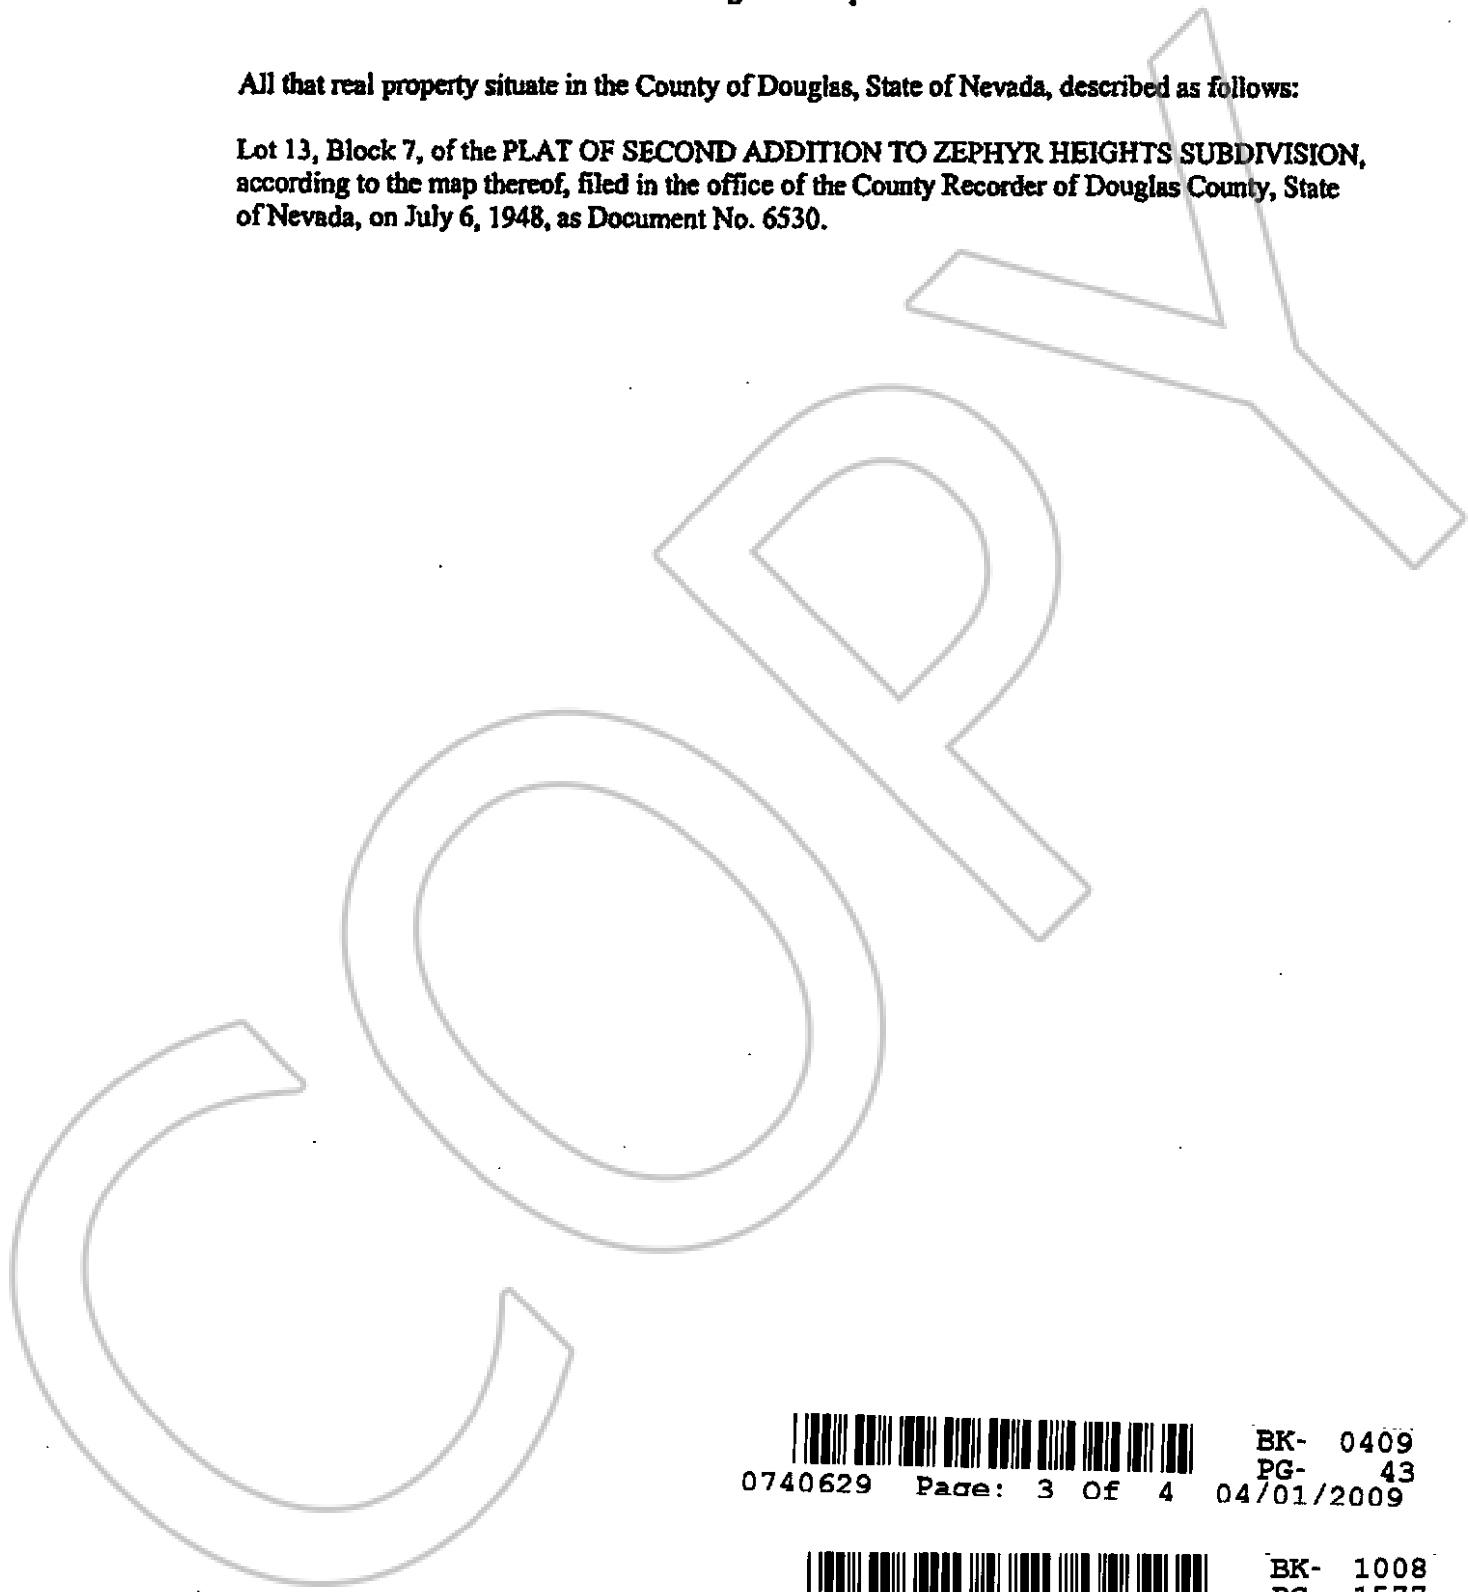 All that real property situate in the County of Douglas, State of Nevada, described as follows:
Lot 13, Block 7, of the PLAT OF SECOND ADDITION TO ZEPHYR HEIGHTS SUBDIVISION,
according to the map thereof, filed in the office of the County Recorder of Douglas County, State
of Nevada, on July 6, 1948, as Document No. 6530.
COPY
BK- 0409
PG- 43
0740629 Page: 3 Of 4 04/01/2009
BK- 1008